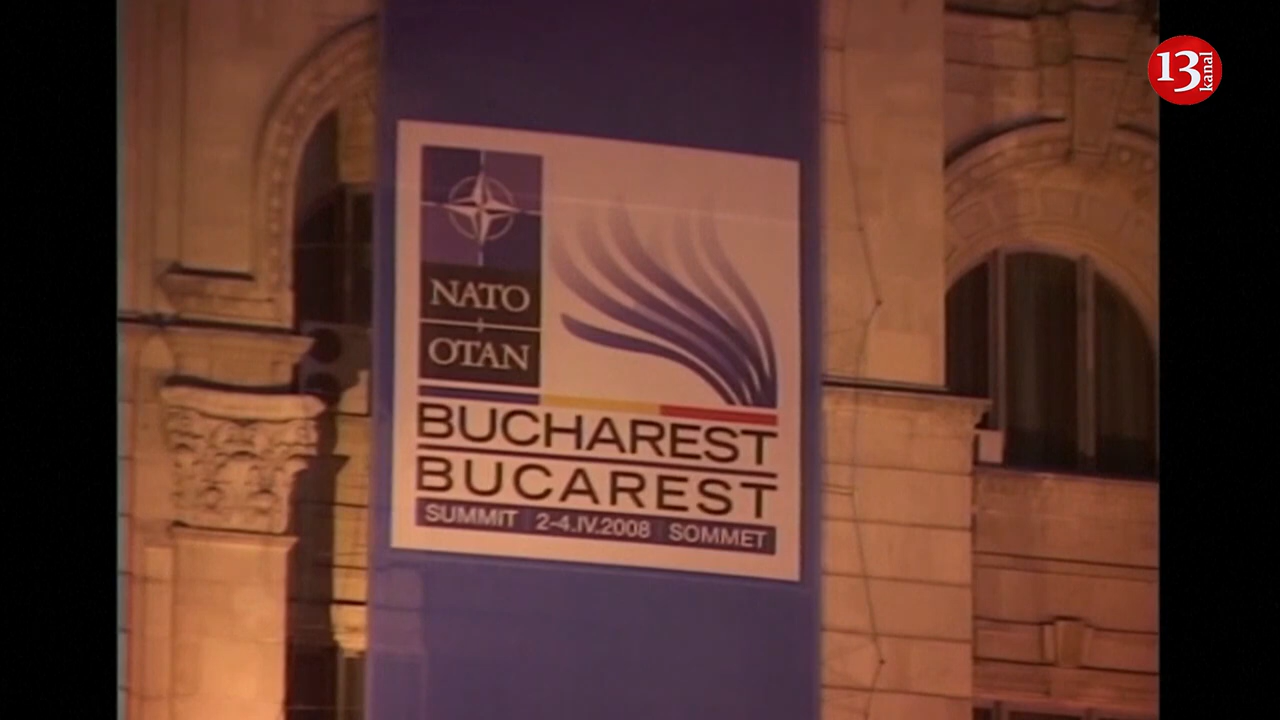 13 kanal
NATO
OTAN
BUCHAREST
BUCAREST
SUMMIT 2-4.IV.2008 SOMMET